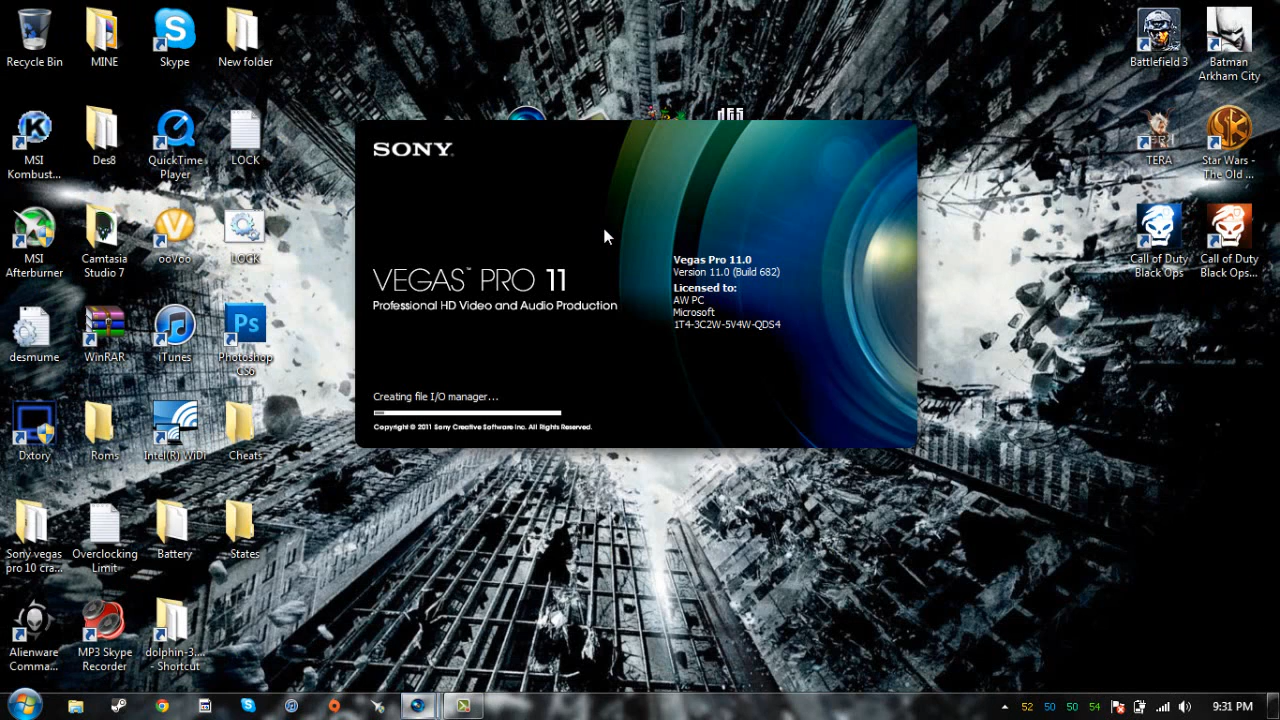 Recycle Bin
MINE
Skype
New folder
Battlefield 3
Batman
Arkham City
MSI
Kombust...
Des8
QuickTime
Player
LOCK
TERA
Star Wars -
The Old ...
MSI
Afterburner
Camtasia
Studio 7
ooVoo
LOCK
Call of Duty
Black Ops
Call of Duty
Black Ops...
desmume
WinRAR
iTunes
Ps
Photoshop
CS6
Dxtory
Roms
Intel(R) WiDi
Cheats
Sony vegas
pro 10 cra...
Overclocking
Limit
Battery
States
Alienware
Comma...
MP3 Skype
Recorder
dolphin-3....
- Shortcut
SONY
VEGAS™ PRO 11
Professional HD Video and Audio Production
Vegas Pro 11.0
Version 11.0 (Build 682)
Licensed to:
AW PC
Microsoft
1T4-3C2W-5V4W-QDS4
Creating file I/O manager...
Copyright © 2011 Sony Creative Software Inc. All Rights Reserved.
52 50 50 54 9:31 PM